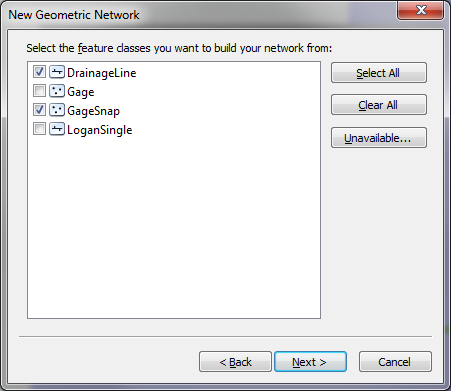 New Geometric Network
Select the feature classes you want to build your network from:
DrainageLine
Gage
GageSnap
LoganSingle
Select All
Clear All
Unavailable...
< Back
Next >
Cancel